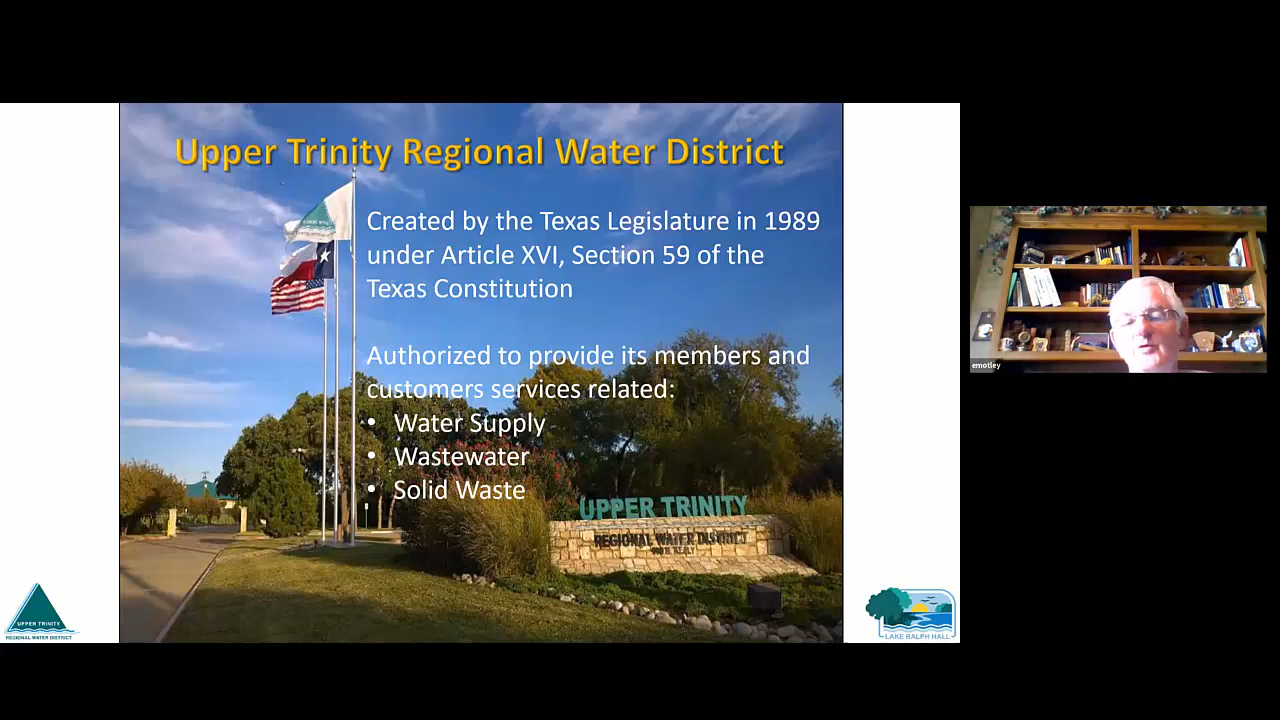 Upper Trinity Regional Water District
Created by the Texas Legislature in 1989
under Article XVI, Section 59 of the
Texas Constitution
Authorized to provide its members and
customers services related:
• Water Supply
• Wastewater
• Solid Waste
UPPER TRINITY
REGIONAL WATER DISTRICT
UPPER TRINITY
REGIONAL WATER DISTRICT
LAKE RALPH HALL
emotley